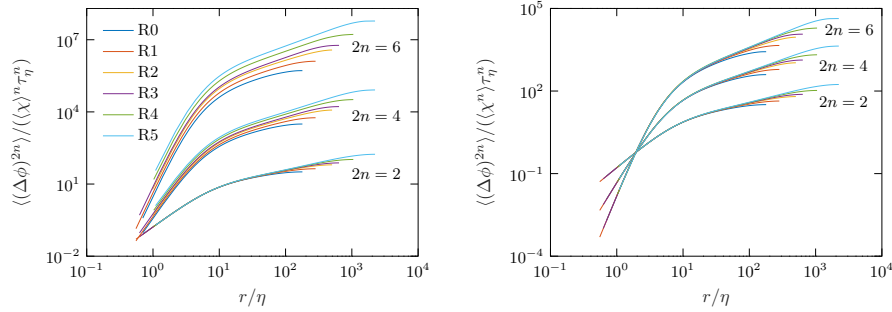 ⟨(Δϕ)^{2n}⟩/(⟨χ⟩^n τ_η^n)
10^7
10^4
10^1
10^{−2}
R0
R1
R2
R3
R4
R5
2n = 6
2n = 4
2n = 2
10^{−1}
10^0
10^1
10^2
10^3
10^4
r/η
⟨(Δϕ)^{2n}⟩/(⟨χ^n⟩τ_η^n)
10^5
10^2
10^{−1}
10^{−4}
2n = 6
2n = 4
2n = 2
10^{−1}
10^0
10^1
10^2
10^3
10^4
r/η